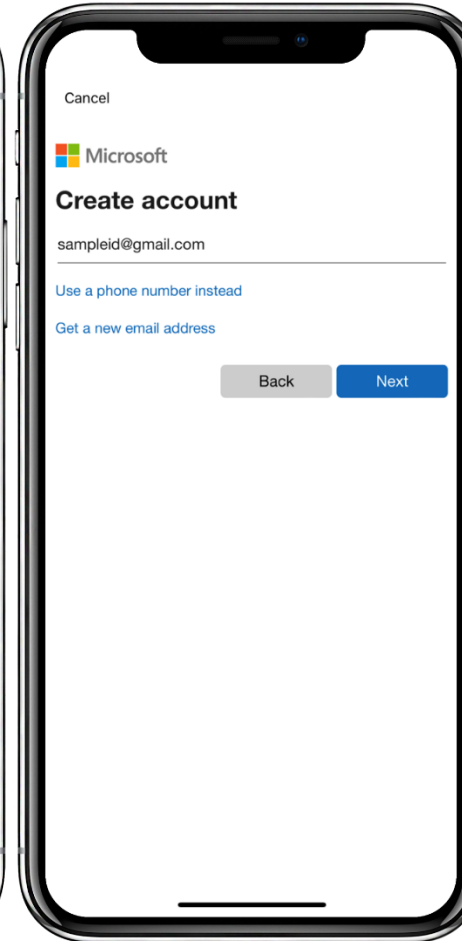 Cancel
Microsoft
Create account
sampleid@gmail.com
Use a phone number instead
Get a new email address
Back Next